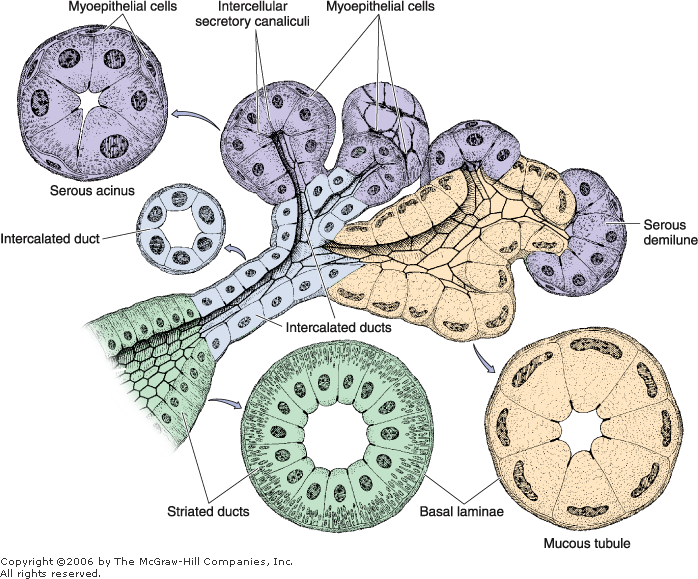 Myoepithelial cells
Intercellular
secretory canaliculi
Myoepithelial cells
Serous acinus
Intercalated duct
Serous
demilune
Intercalated ducts
Striated ducts
Basal laminae
Mucous tubule
Copyright ©2006 by The McGraw-Hill Companies, Inc.
All rights reserved.